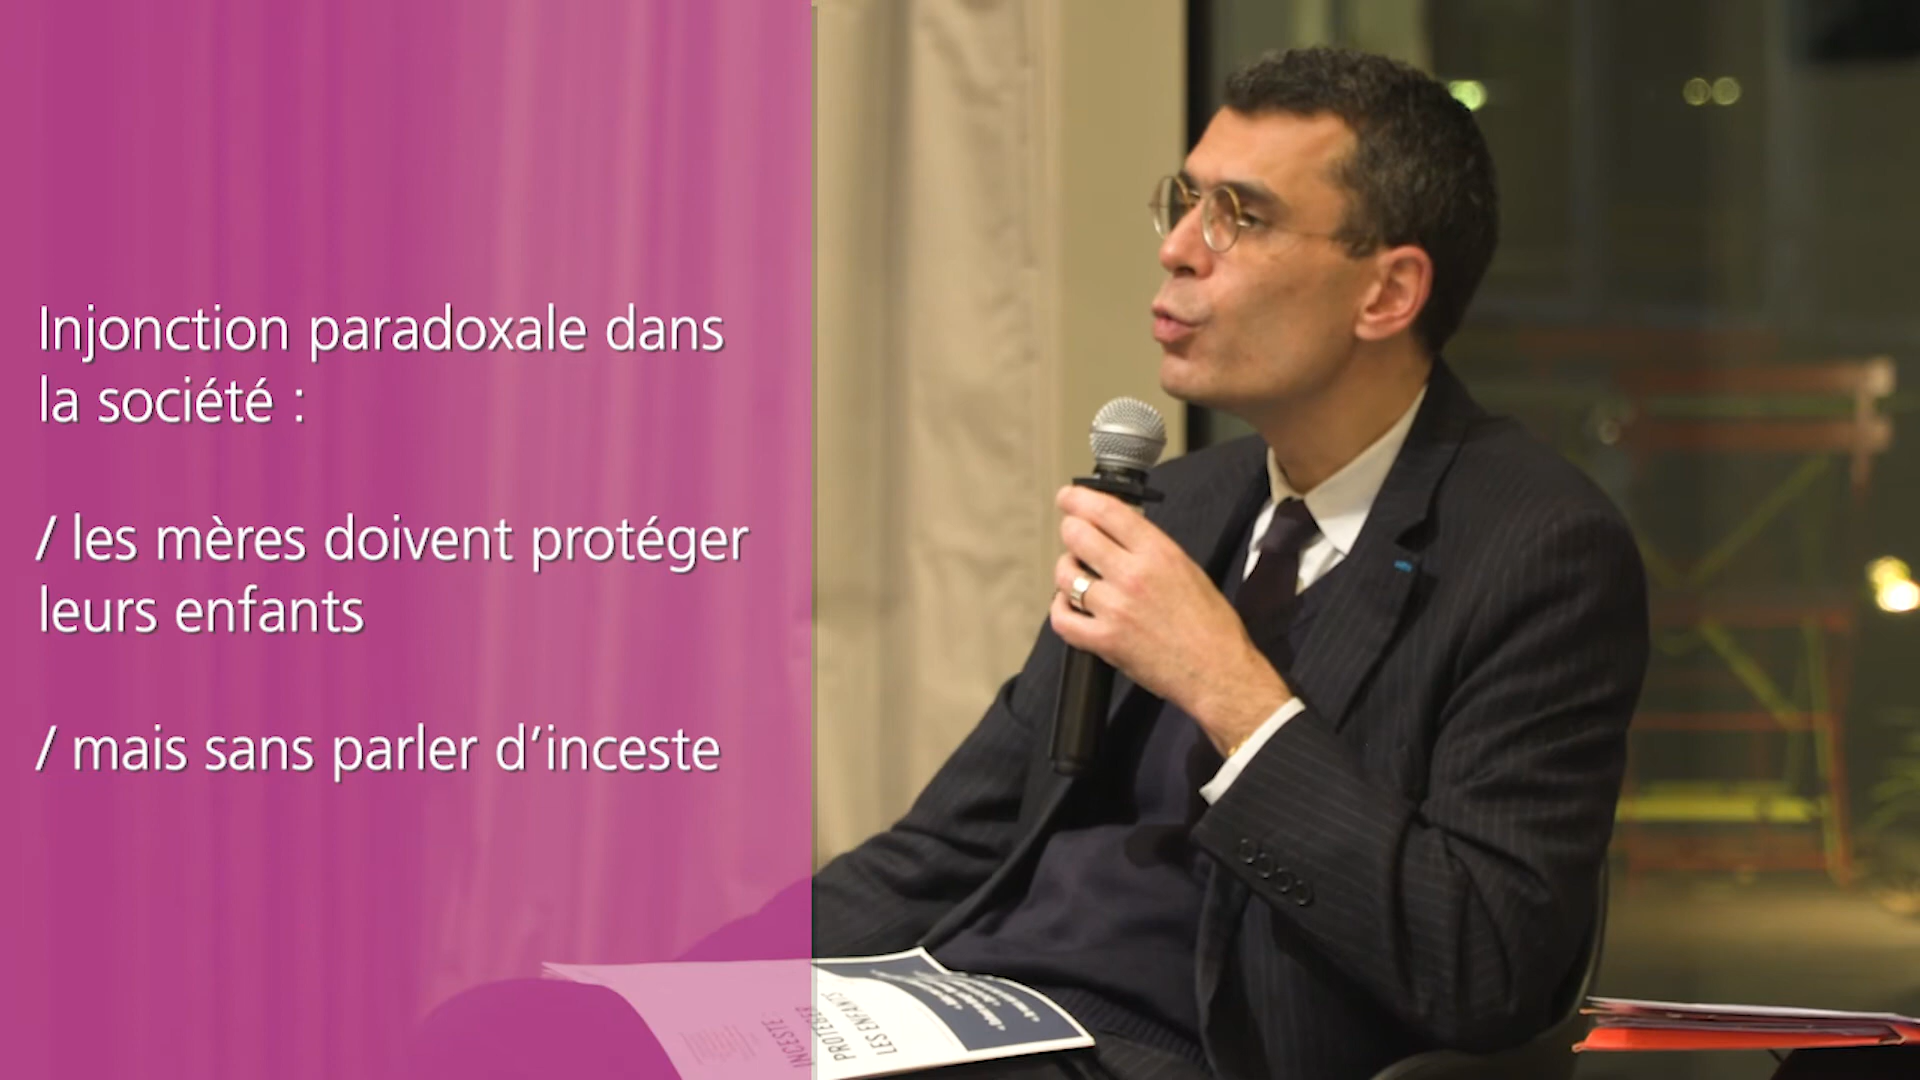 Injonction paradoxale dans
la société :
/ les mères doivent protéger
leurs enfants
/ mais sans parler d’inceste
INCESTE
PROTÉGER
LES ENFANTS